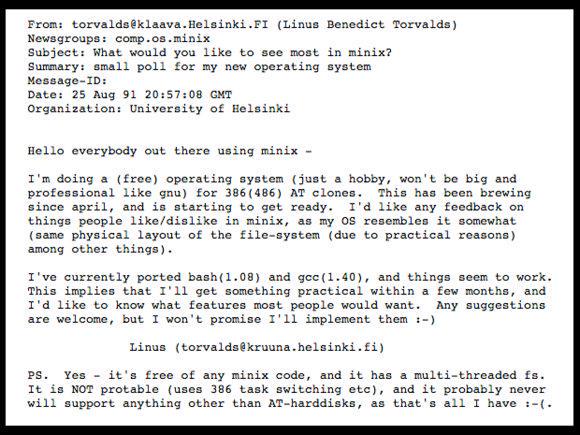 From: torvalds@klaava.Helsinki.FI (Linus Benedict Torvalds)
Newsgroups: comp.os.minix
Subject: What would you like to see most in minix?
Summary: small poll for my new operating system
Message-ID:
Date: 25 Aug 91 20:57:08 GMT
Organization: University of Helsinki
Hello everybody out there using minix -
I'm doing a (free) operating system (just a hobby, won't be big and
professional like gnu) for 386(486) AT clones.  This has been brewing
since april, and is starting to get ready.  I'd like any feedback on
things people like/dislike in minix, as my OS resembles it somewhat
(same physical layout of the file-system (due to practical reasons)
among other things).
I've currently ported bash(1.08) and gcc(1.40), and things seem to work.
This implies that I'll get something practical within a few months, and
I'd like to know what features most people would want.  Any suggestions
are welcome, but I won't promise I'll implement them :-)
Linus (torvalds@kruuna.helsinki.fi)
PS.  Yes - it's free of any minix code, and it has a multi-threaded fs.
It is NOT protable (uses 386 task switching etc), and it probably never
will support anything other than AT-harddisks, as that's all I have :-(.